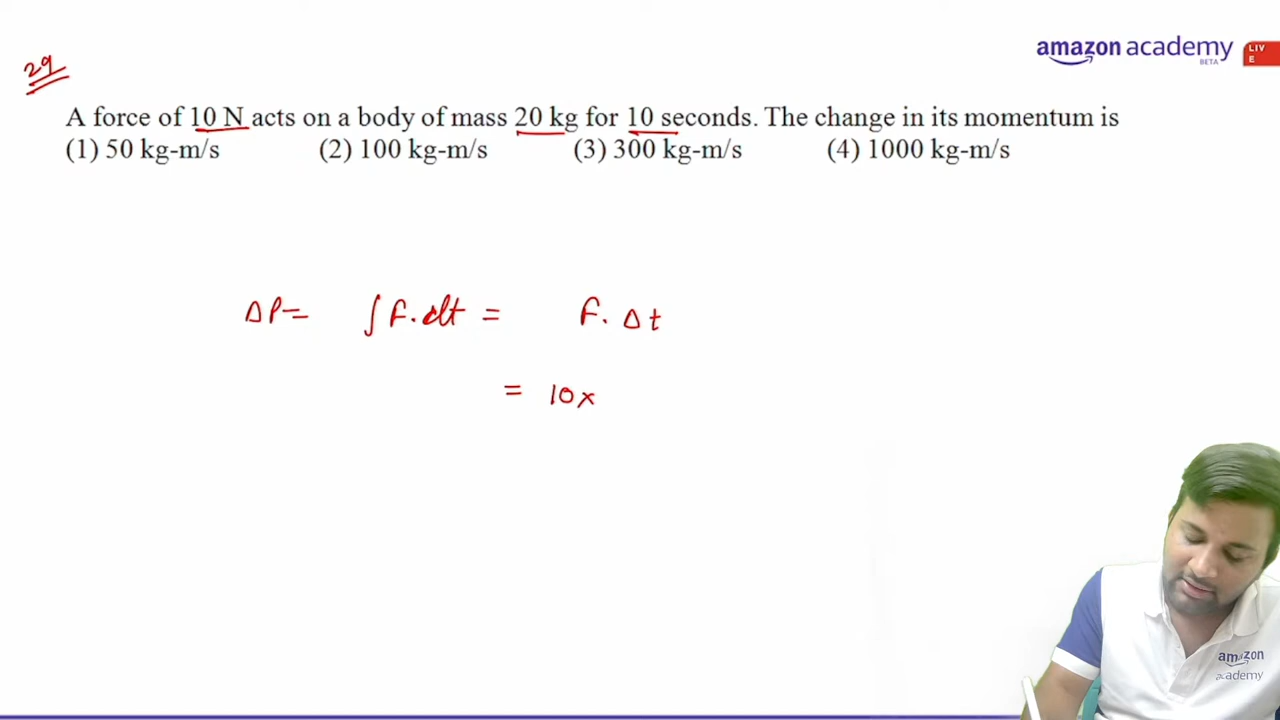 amazon academy
BETA
LIV
E
29
A force of 10 N acts on a body of mass 20 kg for 10 seconds. The change in its momentum is
(1) 50 kg-m/s (2) 100 kg-m/s (3) 300 kg-m/s (4) 1000 kg-m/s
ΔP= ∫F.dt = F. Δt
= 10x
amazon
academy